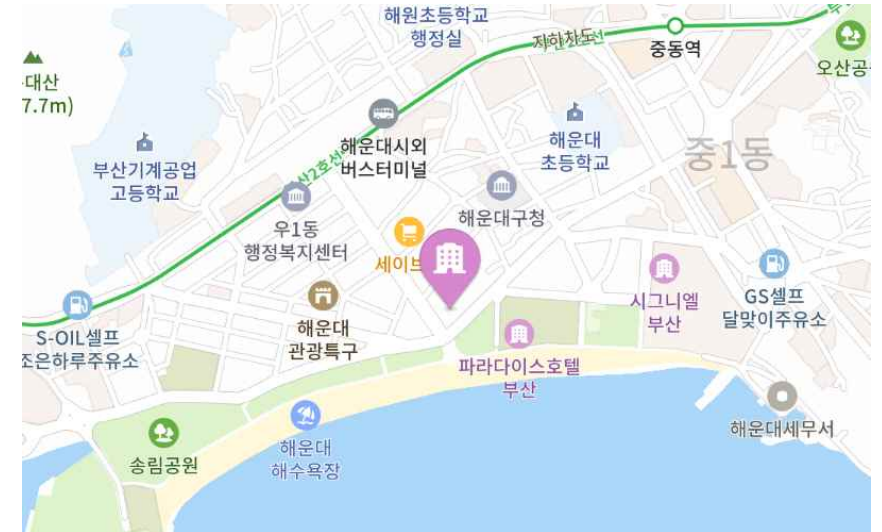 해원초등학교
행정실
지하차도
중동역
오산공
대산
7.7m)
해운대시외
버스터미널
해운대
초등학교
중1동
부산기계공업
고등학교
산2호선
우1동
행정복지센터
해운대구청
세이브
시그니엘
부산
GS셀프
달맞이주유소
해운대
관광특구
S-OIL셀프
조은하루주유소
파라다이스호텔
부산
해운대세무서
송림공원
해운대
해수욕장